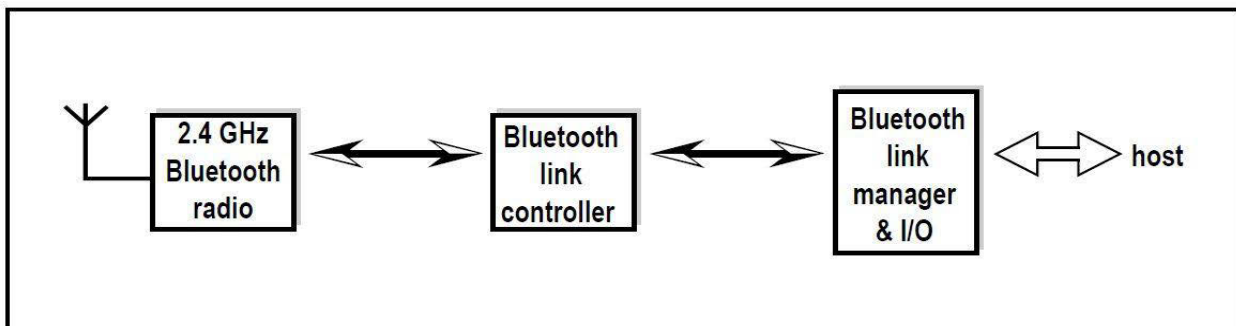 2.4 GHz
Bluetooth
radio
Bluetooth
link
controller
Bluetooth
link
manager
& I/O
host